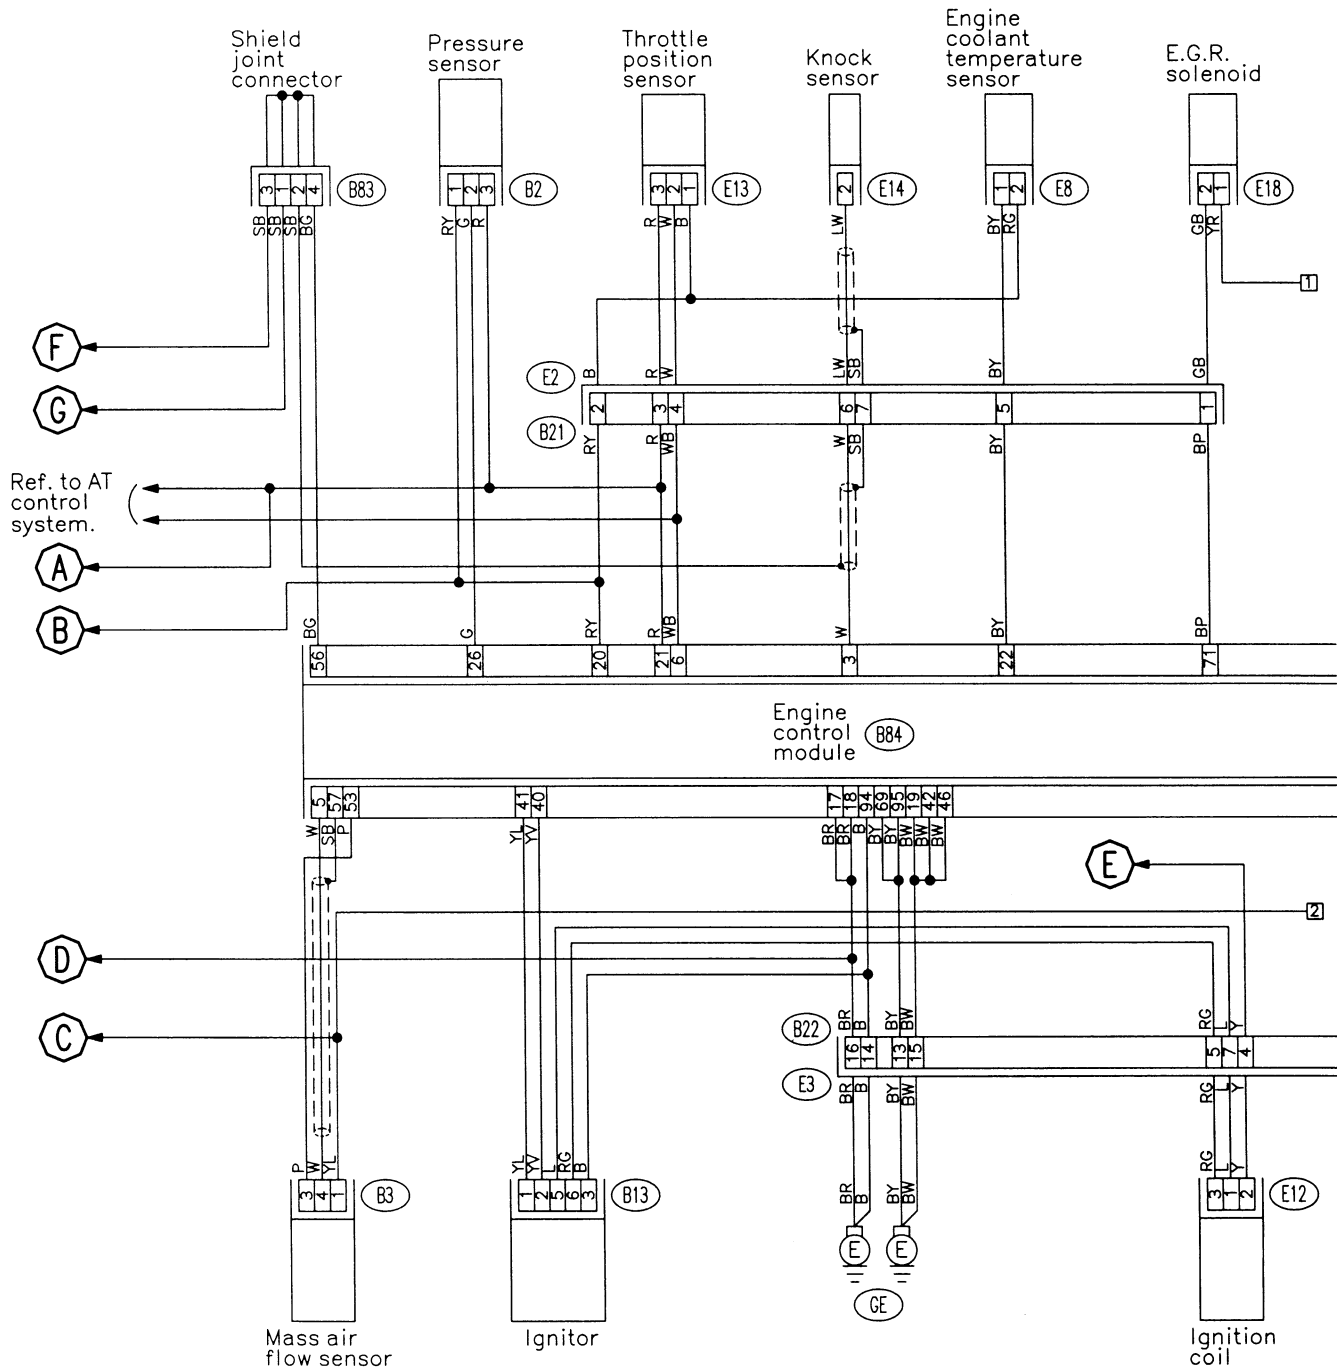 Shield
joint
connector
Pressure
sensor
Throttle
position
sensor
Knock
sensor
Engine
coolant
temperature
sensor
E.G.R.
solenoid
3 1 2 4
B83
1 2 3
B2
3 2 1
E13
2
E14
1 2
E8
2 1
E18
SB SB SB BG
RY G R
R W B
LW
BY RG
GB YR
1
F
E2
B R W LW SB BY GB
G
2 3 4 6 7 5 1
B21
RY R WB W SB BY BP
Ref. to AT
control
system.
A
B
BG G RY R WB W BY BP
56 26 20 21 6 3 22 71
Engine
control
module
B84
5 57 53 41 40 17 18 94 69 95 19 42 46
W SB P YL YV BR BR B BY BY BW BW BW
E
2
D
C
B22
BR B BY BW RG L Y
16 14 13 15 5 7 4
E3
BR B BY BW RG L Y
P W YL YL YV L RG B BR B BY BW RG L Y
3 4 1
B3
1 2 5 6 3
B13
3 1 2
E12
E E
GE
Mass air
flow sensor
Ignitor
Ignition
coil